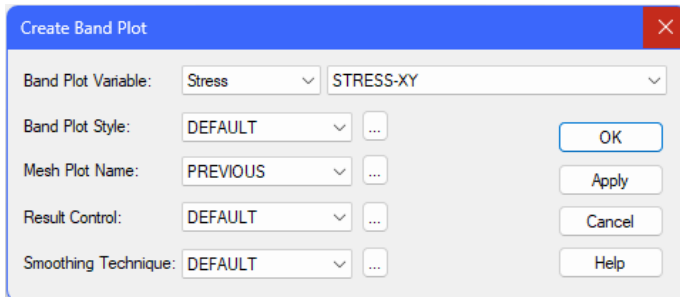 Create Band Plot
Band Plot Variable: Stress STRESS-XY
Band Plot Style: DEFAULT ...
OK
Mesh Plot Name: PREVIOUS ...
Apply
Result Control: DEFAULT ...
Cancel
Smoothing Technique: DEFAULT ...
Help